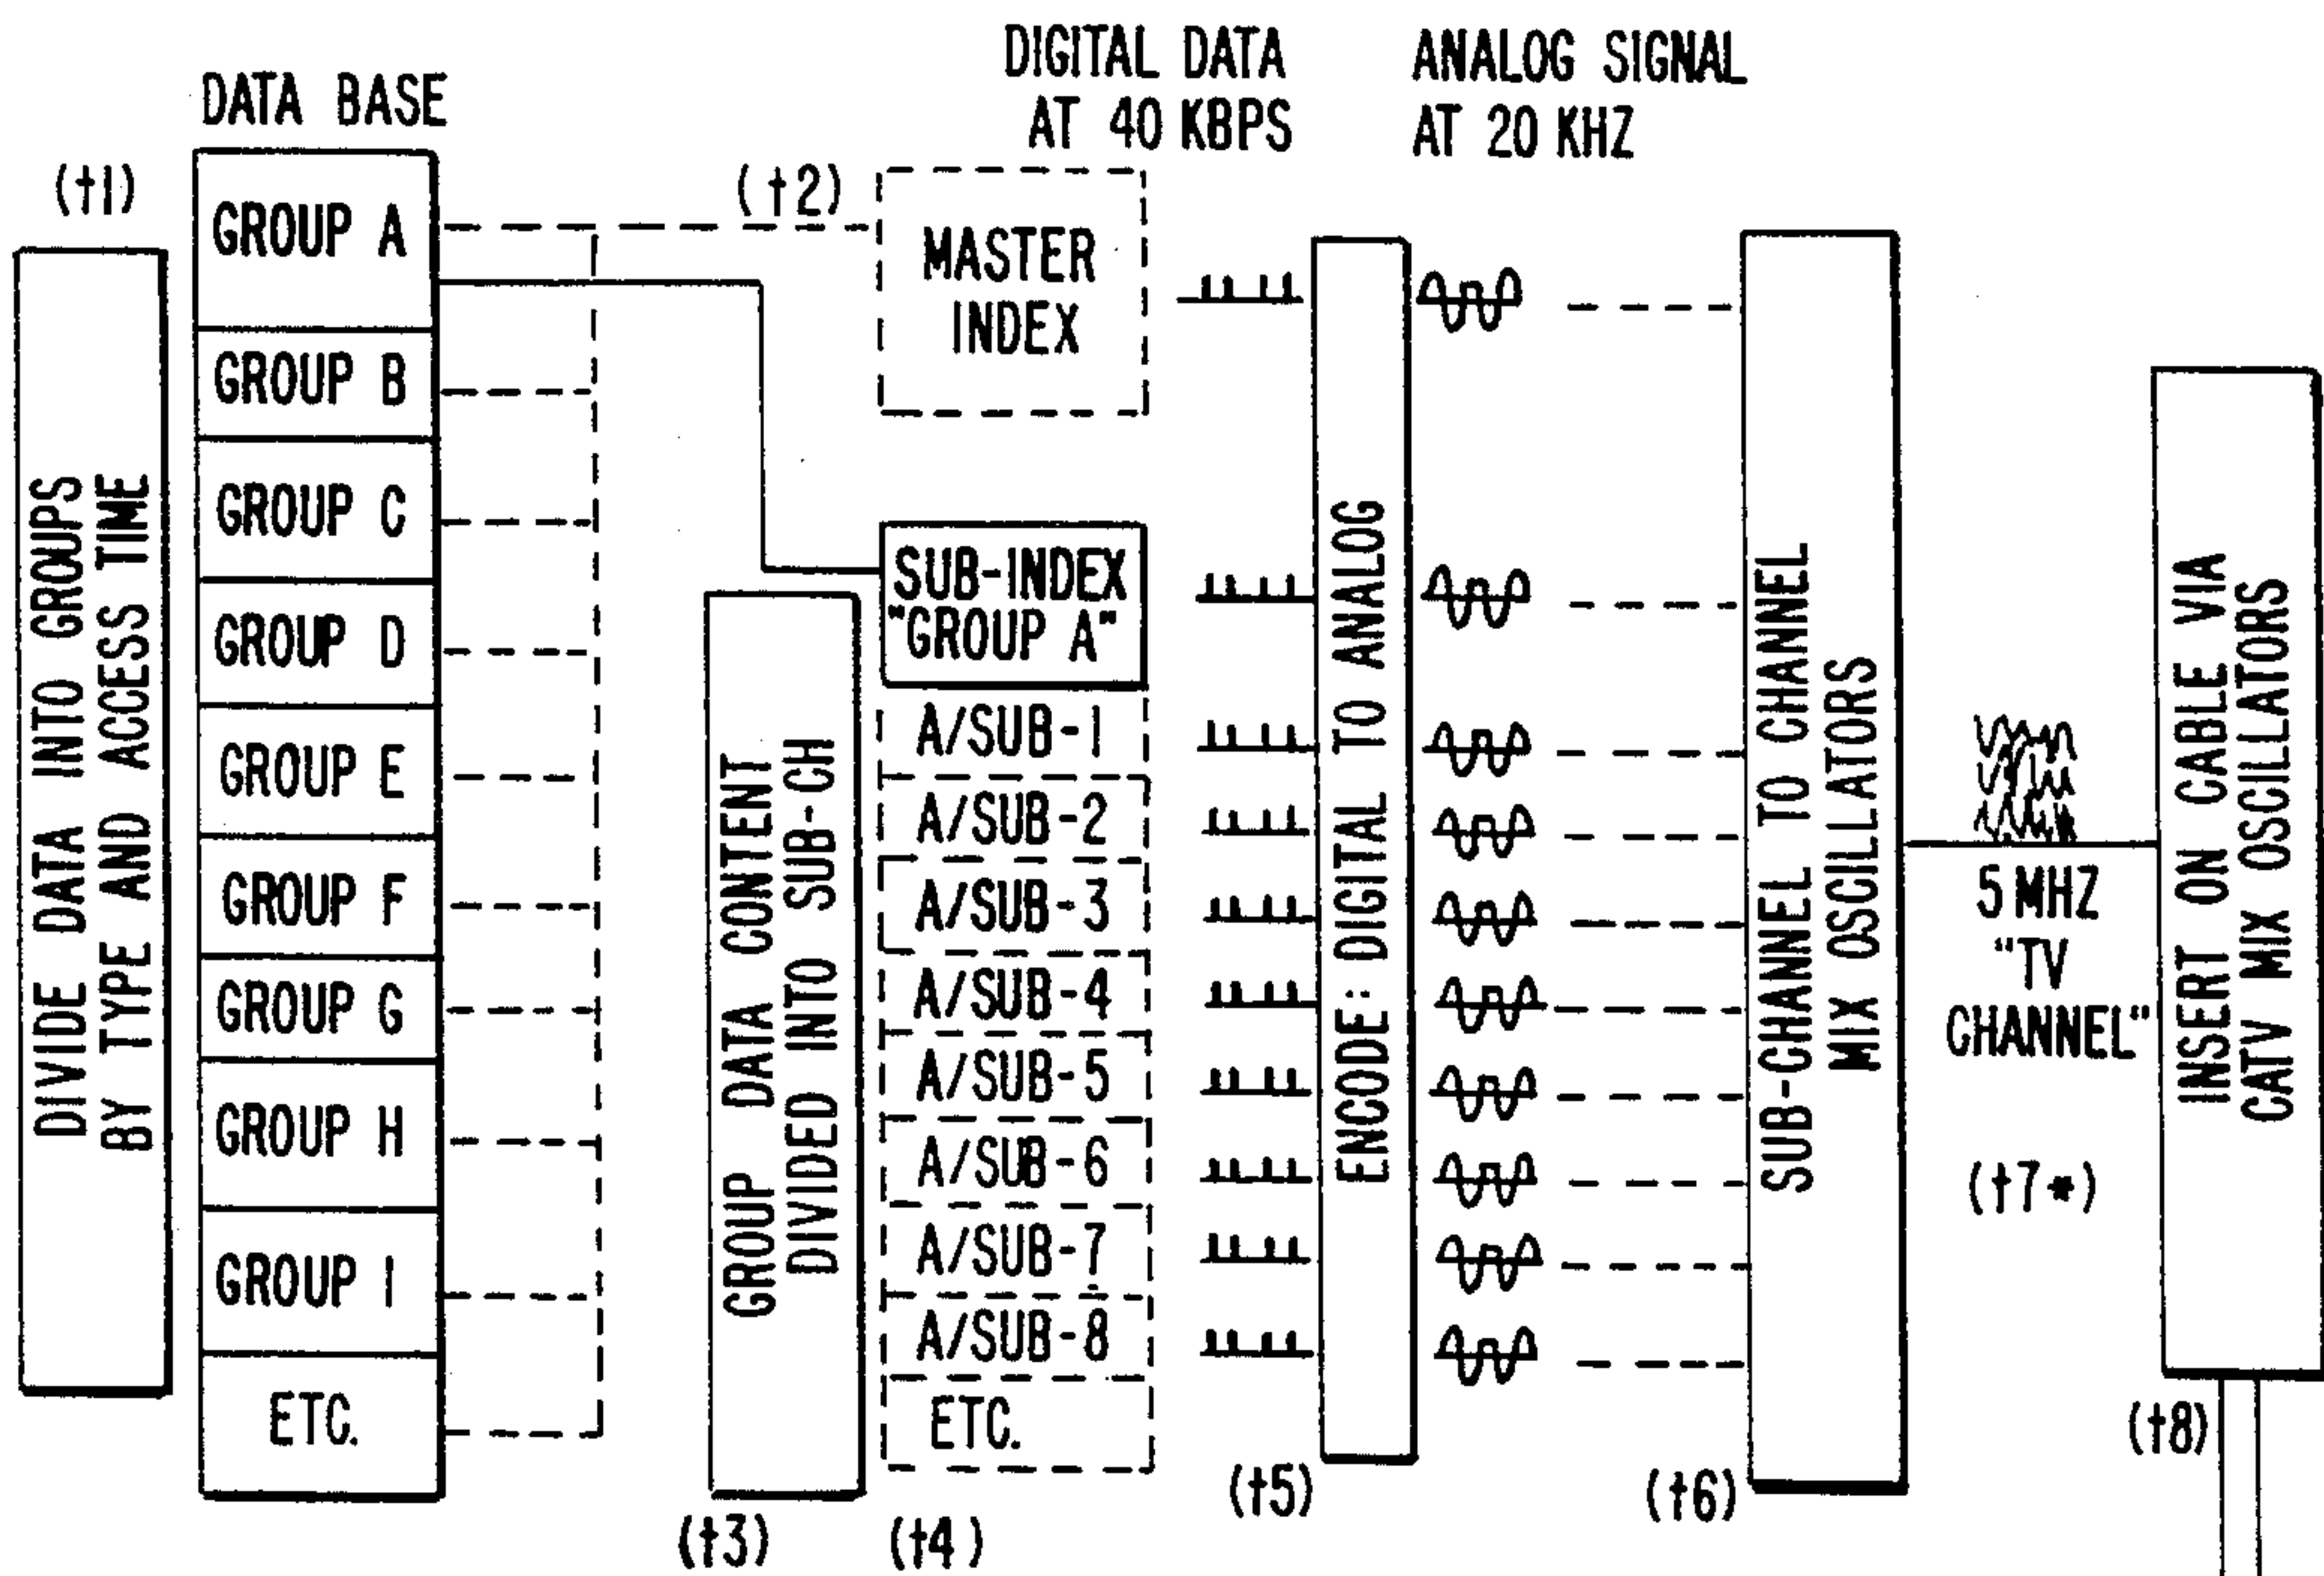 DIGITAL DATA
AT 40 KBPS
ANALOG SIGNAL
AT 20 KHZ
DATA BASE
(t1)
DIVIDE DATA INTO GROUPS
BY TYPE AND ACCESS TIME
GROUP A
GROUP B
GROUP C
GROUP D
GROUP E
GROUP F
GROUP G
GROUP H
GROUP I
ETC.
(t2)
MASTER
INDEX
GROUP DATA CONTENT
DIVIDED INTO SUB-CH
(t3)
SUB-INDEX
"GROUP A"
A/SUB-1
A/SUB-2
A/SUB-3
A/SUB-4
A/SUB-5
A/SUB-6
A/SUB-7
A/SUB-8
ETC.
(t4)
ENCODE: DIGITAL TO ANALOG
(t5)
SUB-CHANNEL TO CHANNEL
MIX OSCILLATORS
(t6)
5 MHZ
"TV
CHANNEL"
(t7*)
INSERT ON CABLE VIA
CATV MIX OSCILLATORS
(t8)